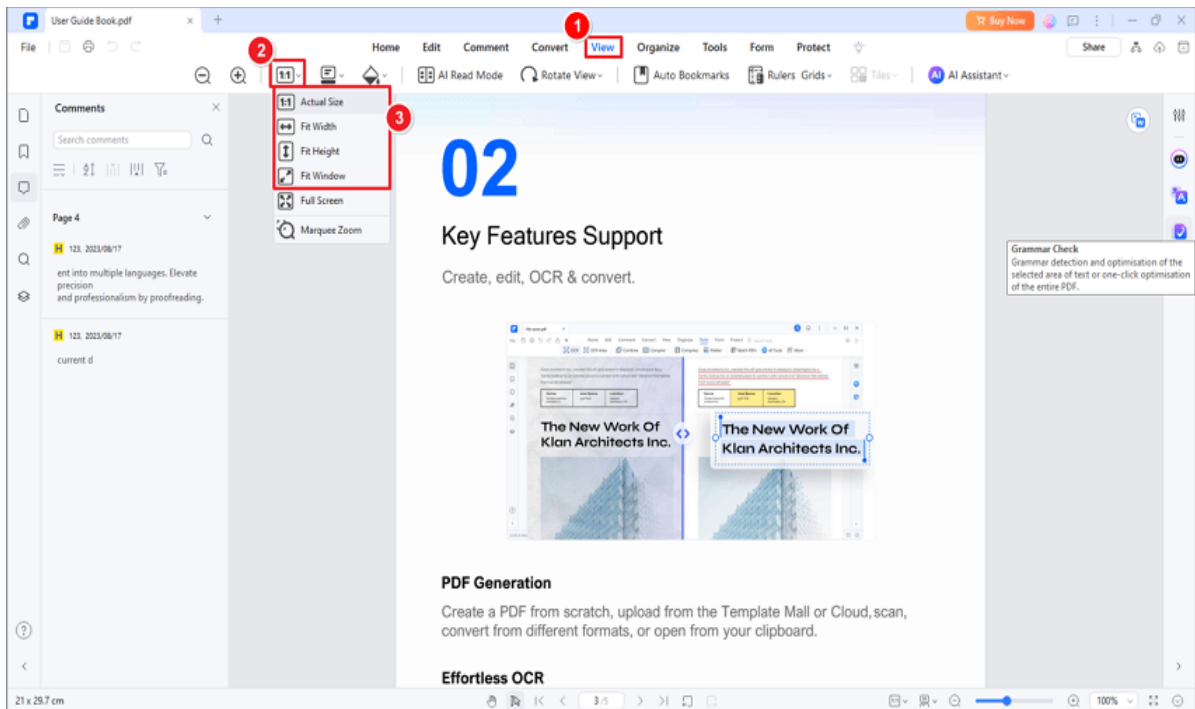 User Guide Book.pdf
Buy Now
1
File
Home Edit Comment Convert View Organize Tools Form Protect
Share
2
1:1
AI Read Mode
Rotate View
Auto Bookmarks
Rulers
Grids
Tiles
AI
AI Assistant
Comments
Search comments
Page 4
H 123, 2023/08/17
ent into multiple languages. Elevate
precision
and professionalism by proofreading.
H 123, 2023/08/17
current d
1:1 Actual Size
Fit Width
Fit Height
Fit Window
Full Screen
Marquee Zoom
3
02
Key Features Support
Create, edit, OCR & convert.
The New Work Of
Klan Architects Inc.
The New Work Of
Klan Architects Inc.
PDF Generation
Create a PDF from scratch, upload from the Template Mall or Cloud, scan,
convert from different formats, or open from your clipboard.
Effortless OCR
Grammar Check
Grammar detection and optimisation of the
selected area of text or one-click optimisation
of the entire PDF.
21 x 29.7 cm
3/5
100%